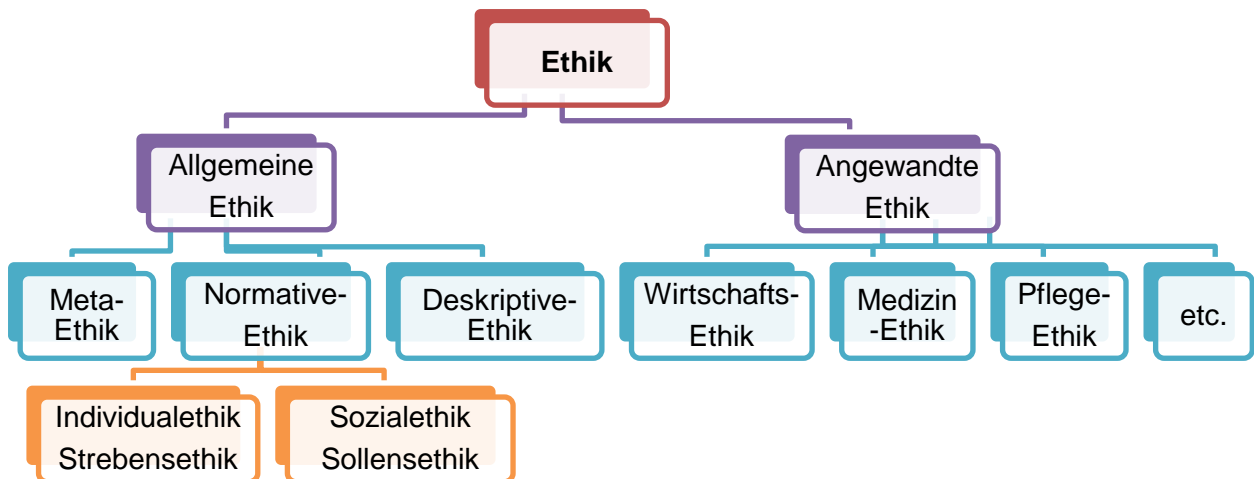 Ethik
Allgemeine
Ethik
Angewandte
Ethik
Meta-
Ethik
Normative-
Ethik
Deskriptive-
Ethik
Wirtschafts-
Ethik
Medizin
-Ethik
Pflege-
Ethik
etc.
Individualethik
Strebensethik
Sozialethik
Sollensethik